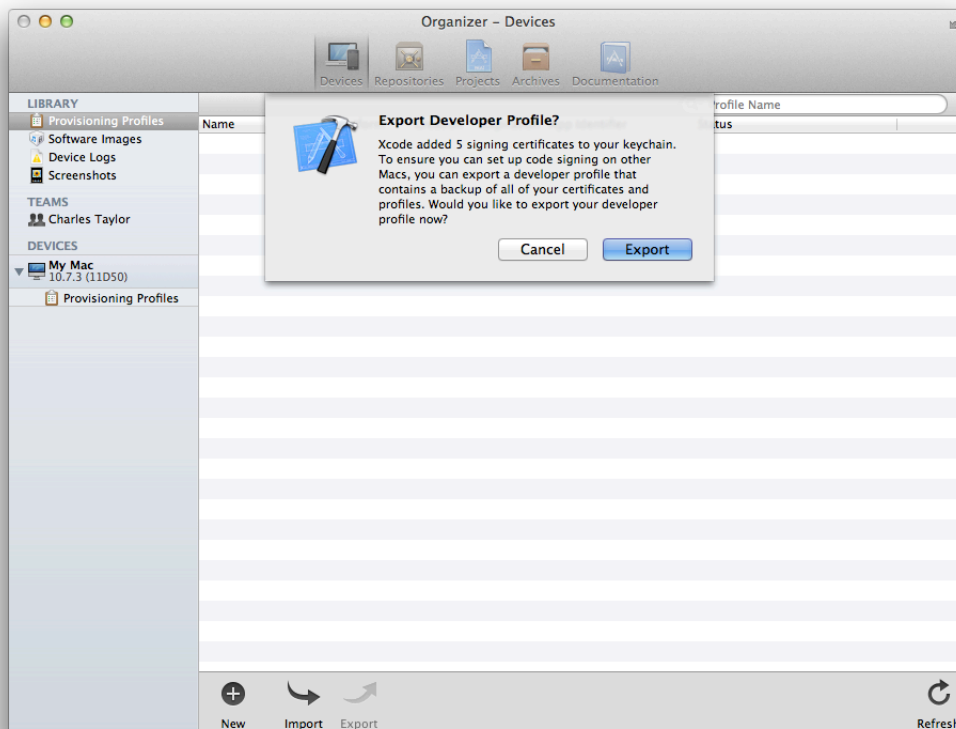 Organizer – Devices
Devices
Repositories
Projects
Archives
Documentation
LIBRARY
Provisioning Profiles
Software Images
Device Logs
Screenshots
TEAMS
Charles Taylor
DEVICES
My Mac
10.7.3 (11D50)
Provisioning Profiles
Profile Name
Name
Export Developer Profile?
Xcode added 5 signing certificates to your keychain.
To ensure you can set up code signing on other
Macs, you can export a developer profile that
contains a backup of all of your certificates and
profiles. Would you like to export your developer
profile now?
Cancel
Export
New
Import
Export
Refresh